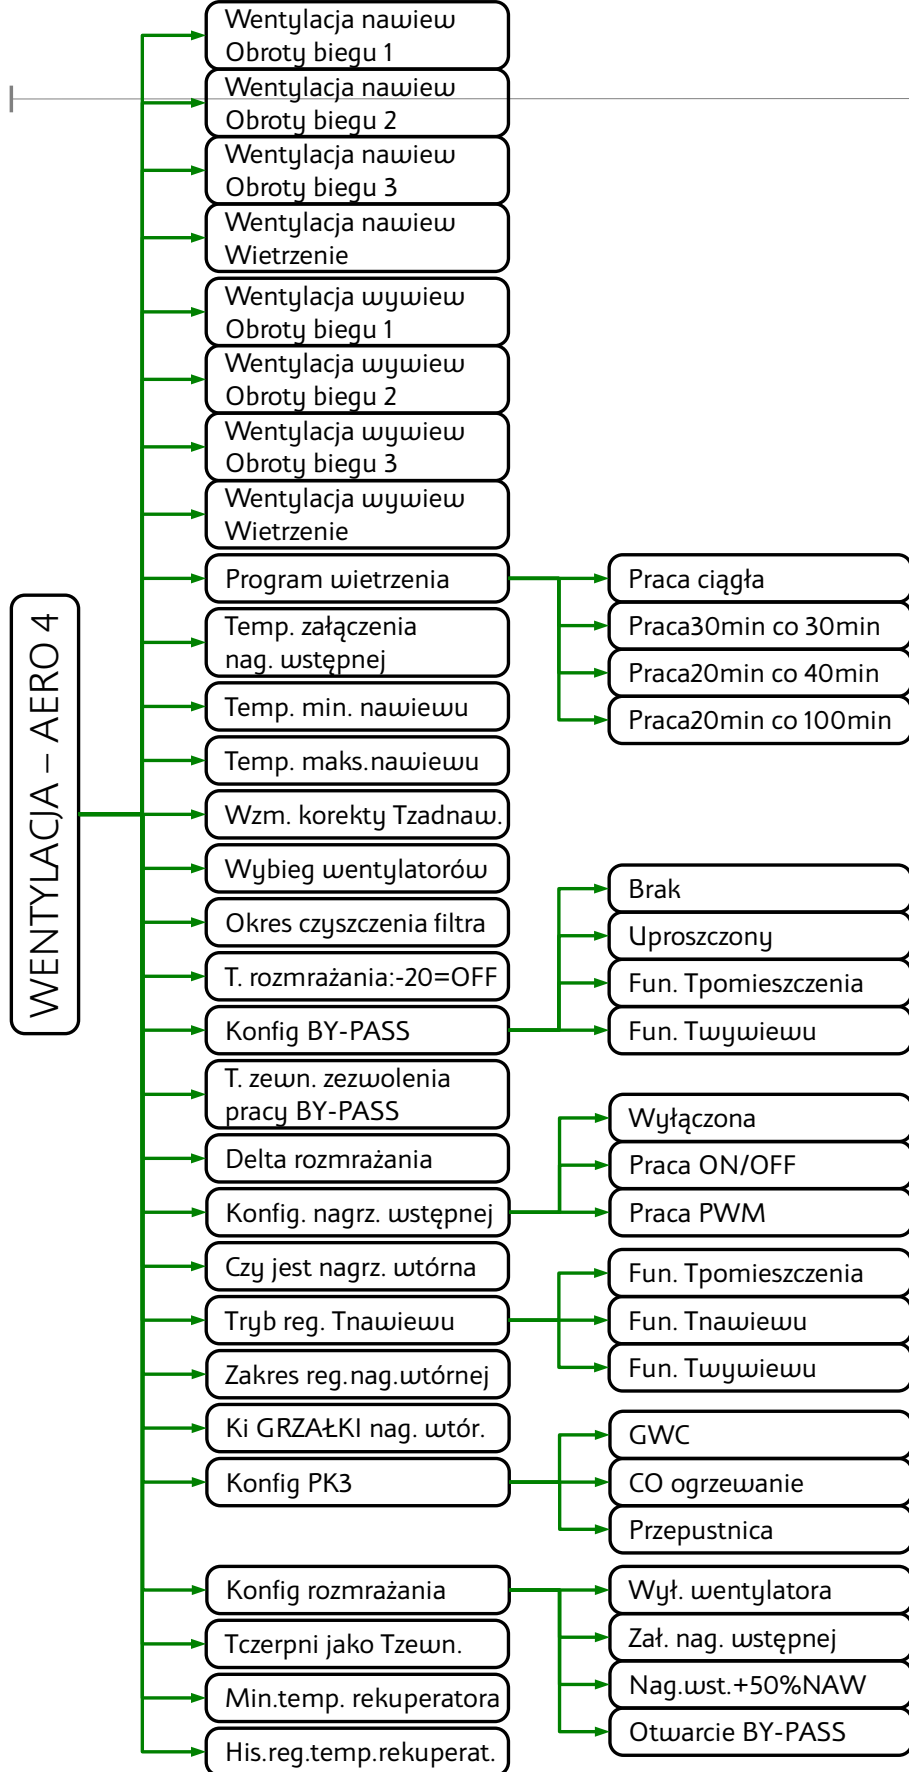 WENTYLACJA – AERO 4
Wentylacja nawiew
Obroty biegu 1
Wentylacja nawiew
Obroty biegu 2
Wentylacja nawiew
Obroty biegu 3
Wentylacja nawiew
Wietrzenie
Wentylacja wywiew
Obroty biegu 1
Wentylacja wywiew
Obroty biegu 2
Wentylacja wywiew
Obroty biegu 3
Wentylacja wywiew
Wietrzenie
Program wietrzenia
Praca ciągła
Praca30min co 30min
Praca20min co 40min
Praca20min co 100min
Temp. załączenia
nag. wstępnej
Temp. min. nawiewu
Temp. maks.nawiewu
Wzm. korekty Tzadnaw.
Wybieg wentylatorów
Okres czyszczenia filtra
T. rozmrażania:-20=OFF
Konfig BY-PASS
Brak
Uproszczony
Fun. Tpomieszczenia
Fun. Twywiewu
T. zewn. zezwolenia
pracy BY-PASS
Delta rozmrażania
Konfig. nagrz. wstępnej
Wyłączona
Praca ON/OFF
Praca PWM
Czy jest nagrz. wtórna
Tryb reg. Tnawiewu
Fun. Tpomieszczenia
Fun. Tnawiewu
Fun. Twywiewu
Zakres reg.nag.wtórnej
Ki GRZAŁKI nag. wtór.
Konfig PK3
GWC
CO ogrzewanie
Przepustnica
Konfig rozmrażania
Wył. wentylatora
Zał. nag. wstępnej
Nag.wst.+50%NAW
Otwarcie BY-PASS
Tczerpni jako Tzewn.
Min.temp. rekuperatora
His.reg.temp.rekuperat.